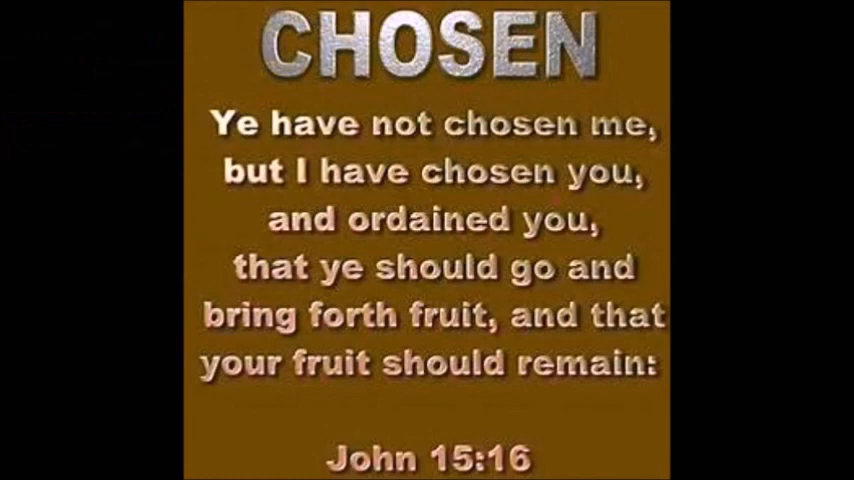 CHOSEN
Ye have not chosen me,
but I have chosen you,
and ordained you,
that ye should go and
bring forth fruit, and that
your fruit should remain:
John 15:16